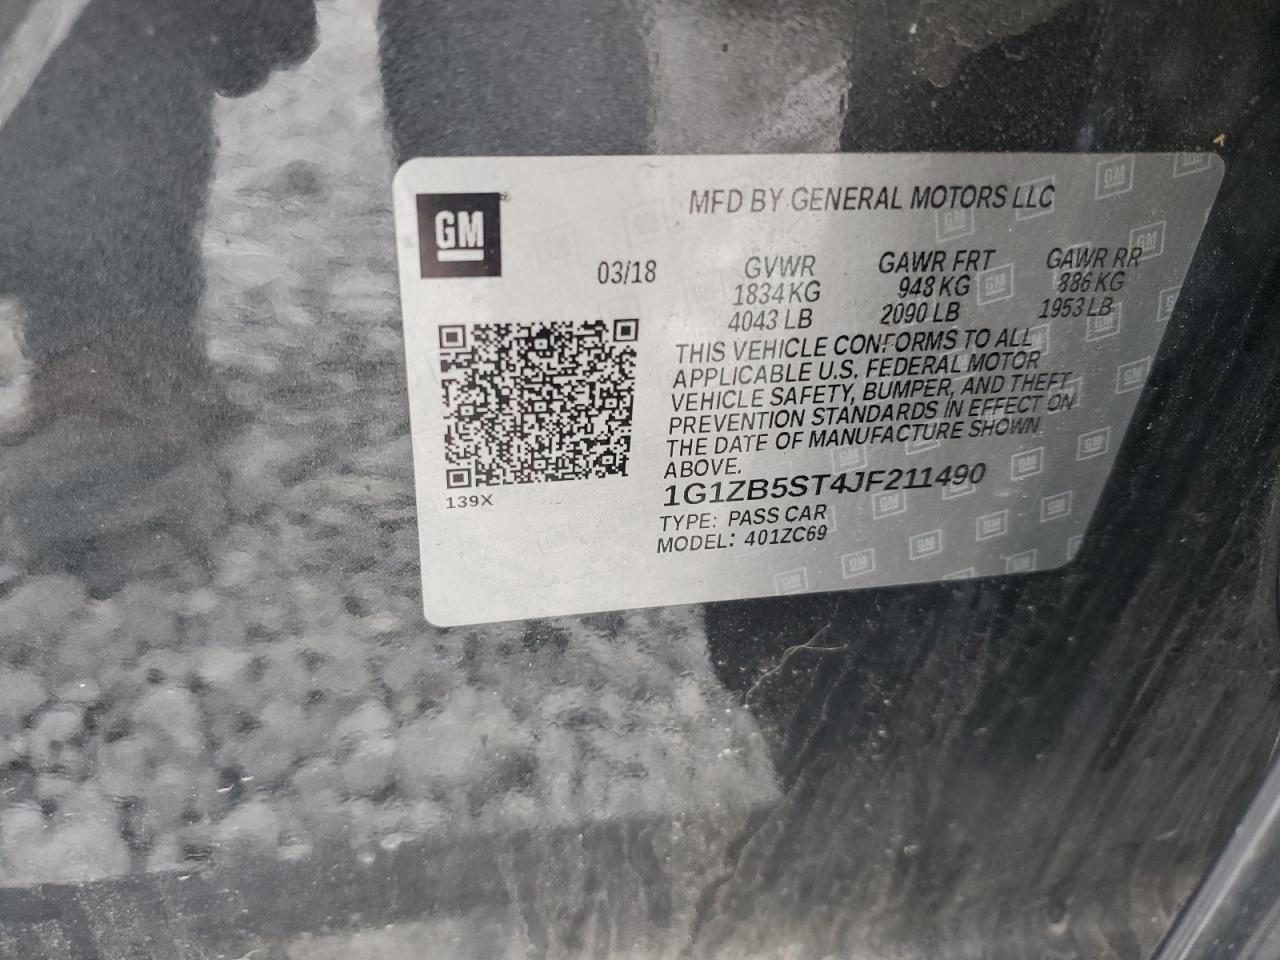 GM
MFD BY GENERAL MOTORS LLC
03/18
GVWR GAWR FRT GAWR RR
1834 KG 948 KG 886 KG
4043 LB 2090 LB 1953 LB
THIS VEHICLE CONFORMS TO ALL
APPLICABLE U.S. FEDERAL MOTOR
VEHICLE SAFETY, BUMPER, AND THEFT
PREVENTION STANDARDS IN EFFECT ON
THE DATE OF MANUFACTURE SHOWN
ABOVE.
139X
1G1ZB5ST4JF211490
TYPE: PASS CAR
MODEL: 401ZC69